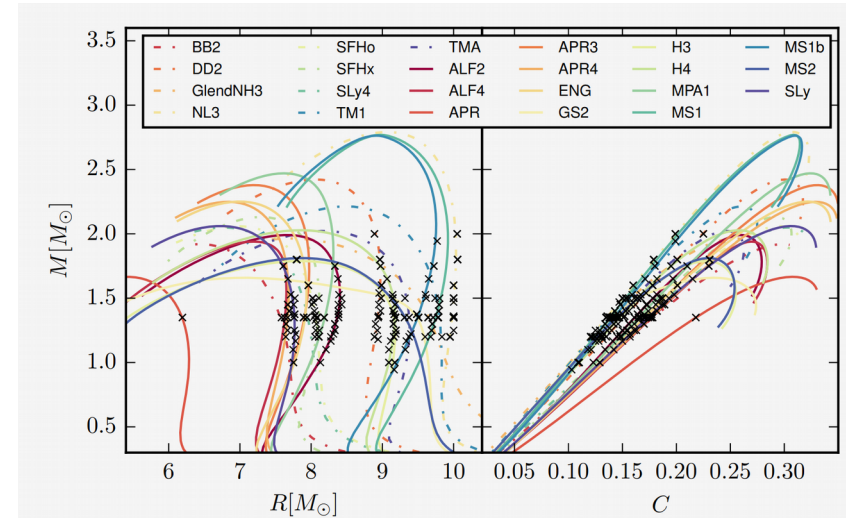 3.5
3.0
2.5
2.0
1.5
1.0
0.5
M[M⊙]
BB2 SFHo TMA APR3 H3 MS1b
DD2 SFHx ALF2 APR4 H4 MS2
GlendNH3 SLy4 ALF4 ENG MPA1 SLy
NL3 TM1 APR GS2 MS1
6 7 8 9 10 0.05 0.10 0.15 0.20 0.25 0.30
R[M⊙] C